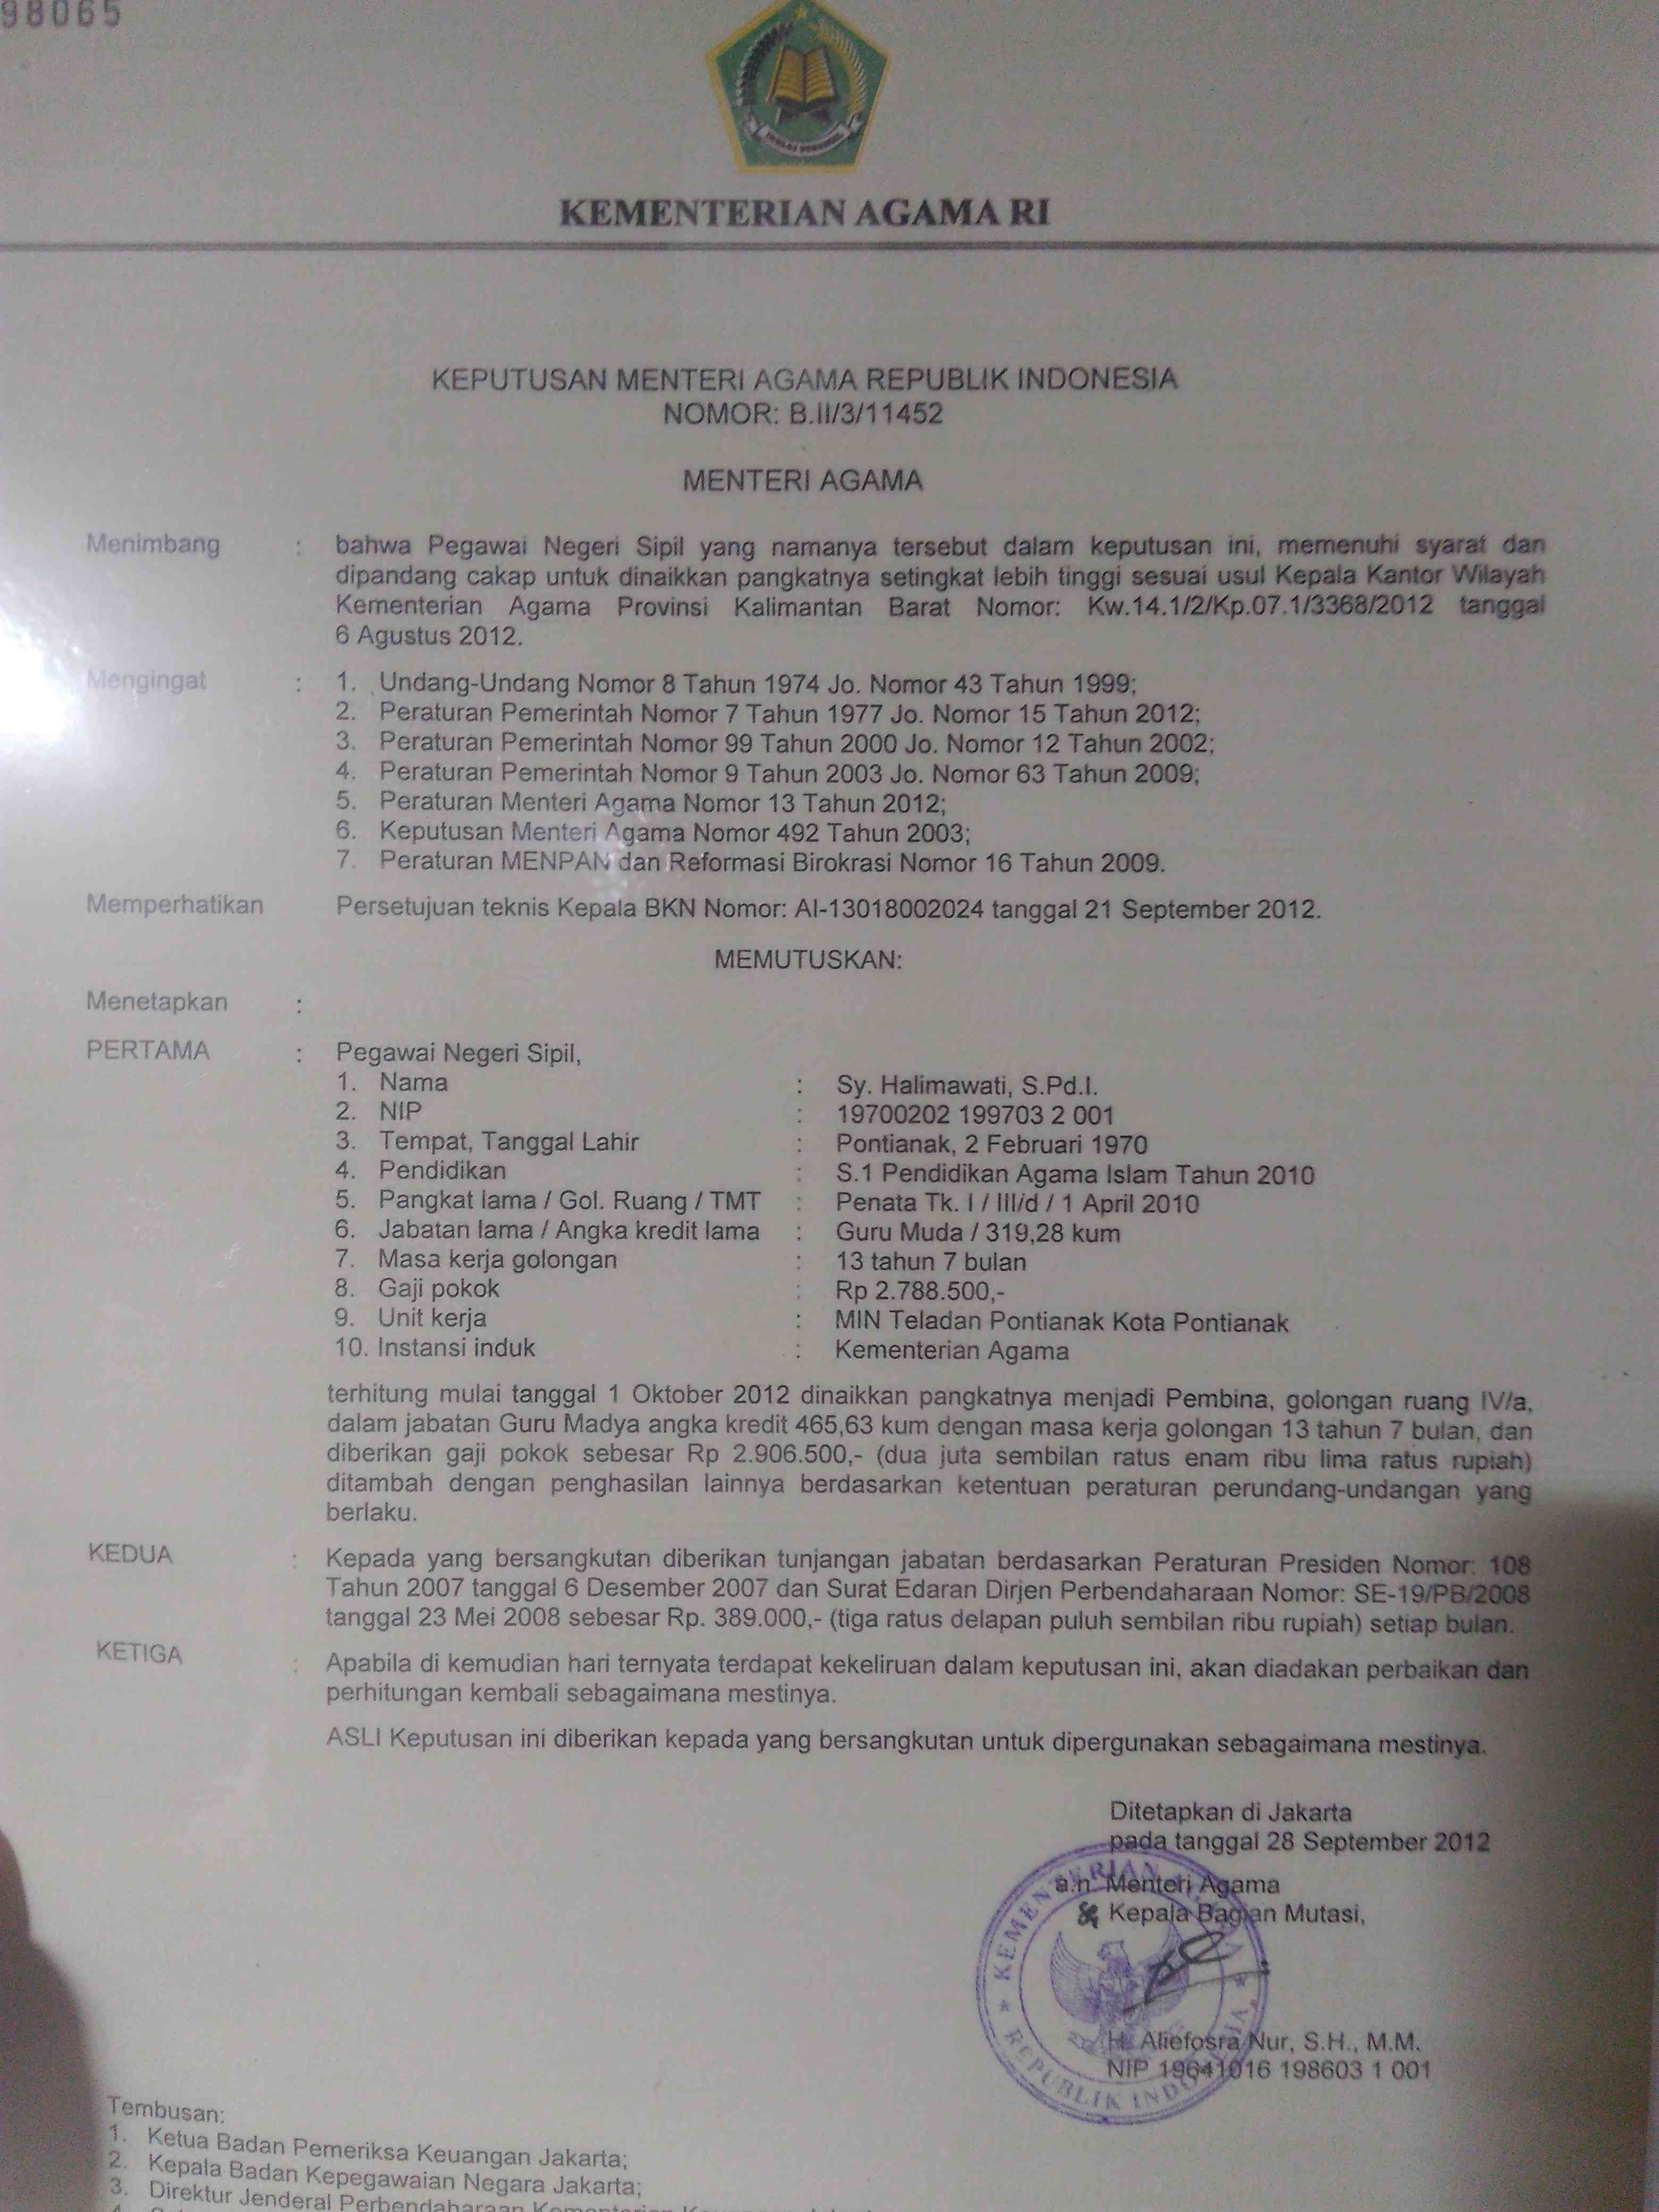 98065
KEMENTERIAN AGAMA RI
KEPUTUSAN MENTERI AGAMA REPUBLIK INDONESIA
NOMOR: B.II/3/11452
MENTERI AGAMA
Menimbang : bahwa Pegawai Negeri Sipil yang namanya tersebut dalam keputusan ini, memenuhi syarat dan
dipandang cakap untuk dinaikkan pangkatnya setingkat lebih tinggi sesuai usul Kepala Kantor Wilayah
Kementerian Agama Provinsi Kalimantan Barat Nomor: Kw.14.1/2/Kp.07.1/3368/2012 tanggal
6 Agustus 2012.
Mengingat : 1. Undang-Undang Nomor 8 Tahun 1974 Jo. Nomor 43 Tahun 1999;
2. Peraturan Pemerintah Nomor 7 Tahun 1977 Jo. Nomor 15 Tahun 2012;
3. Peraturan Pemerintah Nomor 99 Tahun 2000 Jo. Nomor 12 Tahun 2002;
4. Peraturan Pemerintah Nomor 9 Tahun 2003 Jo. Nomor 63 Tahun 2009;
5. Peraturan Menteri Agama Nomor 13 Tahun 2012;
6. Keputusan Menteri Agama Nomor 492 Tahun 2003;
7. Peraturan MENPAN dan Reformasi Birokrasi Nomor 16 Tahun 2009.
Memperhatikan Persetujuan teknis Kepala BKN Nomor: AI-13018002024 tanggal 21 September 2012.
MEMUTUSKAN:
Menetapkan :
PERTAMA : Pegawai Negeri Sipil,
1. Nama : Sy. Halimawati, S.Pd.I.
2. NIP : 19700202 199703 2 001
3. Tempat, Tanggal Lahir : Pontianak, 2 Februari 1970
4. Pendidikan : S.1 Pendidikan Agama Islam Tahun 2010
5. Pangkat lama / Gol. Ruang / TMT : Penata Tk. I / III/d / 1 April 2010
6. Jabatan lama / Angka kredit lama : Guru Muda / 319,28 kum
7. Masa kerja golongan : 13 tahun 7 bulan
8. Gaji pokok : Rp 2.788.500,-
9. Unit kerja : MIN Teladan Pontianak Kota Pontianak
10. Instansi induk : Kementerian Agama
terhitung mulai tanggal 1 Oktober 2012 dinaikkan pangkatnya menjadi Pembina, golongan ruang IV/a,
dalam jabatan Guru Madya angka kredit 465,63 kum dengan masa kerja golongan 13 tahun 7 bulan, dan
diberikan gaji pokok sebesar Rp 2.906.500,- (dua juta sembilan ratus enam ribu lima ratus rupiah)
ditambah dengan penghasilan lainnya berdasarkan ketentuan peraturan perundang-undangan yang
berlaku.
KEDUA : Kepada yang bersangkutan diberikan tunjangan jabatan berdasarkan Peraturan Presiden Nomor: 108
Tahun 2007 tanggal 6 Desember 2007 dan Surat Edaran Dirjen Perbendaharaan Nomor: SE-19/PB/2008
tanggal 23 Mei 2008 sebesar Rp. 389.000,- (tiga ratus delapan puluh sembilan ribu rupiah) setiap bulan.
KETIGA : Apabila di kemudian hari ternyata terdapat kekeliruan dalam keputusan ini, akan diadakan perbaikan dan
perhitungan kembali sebagaimana mestinya.
ASLI Keputusan ini diberikan kepada yang bersangkutan untuk dipergunakan sebagaimana mestinya.
Ditetapkan di Jakarta
pada tanggal 28 September 2012
a.n. Menteri Agama
Kepala Bagian Mutasi,
KEMENTERIAN
REPUBLIK INDONESIA
H. Aliefosra Nur, S.H., M.M.
NIP 19641016 198603 1 001
Tembusan:
1. Ketua Badan Pemeriksa Keuangan Jakarta;
2. Kepala Badan Kepegawaian Negara Jakarta;
3. Direktur Jenderal Perbendaharaan Kementerian Keuangan